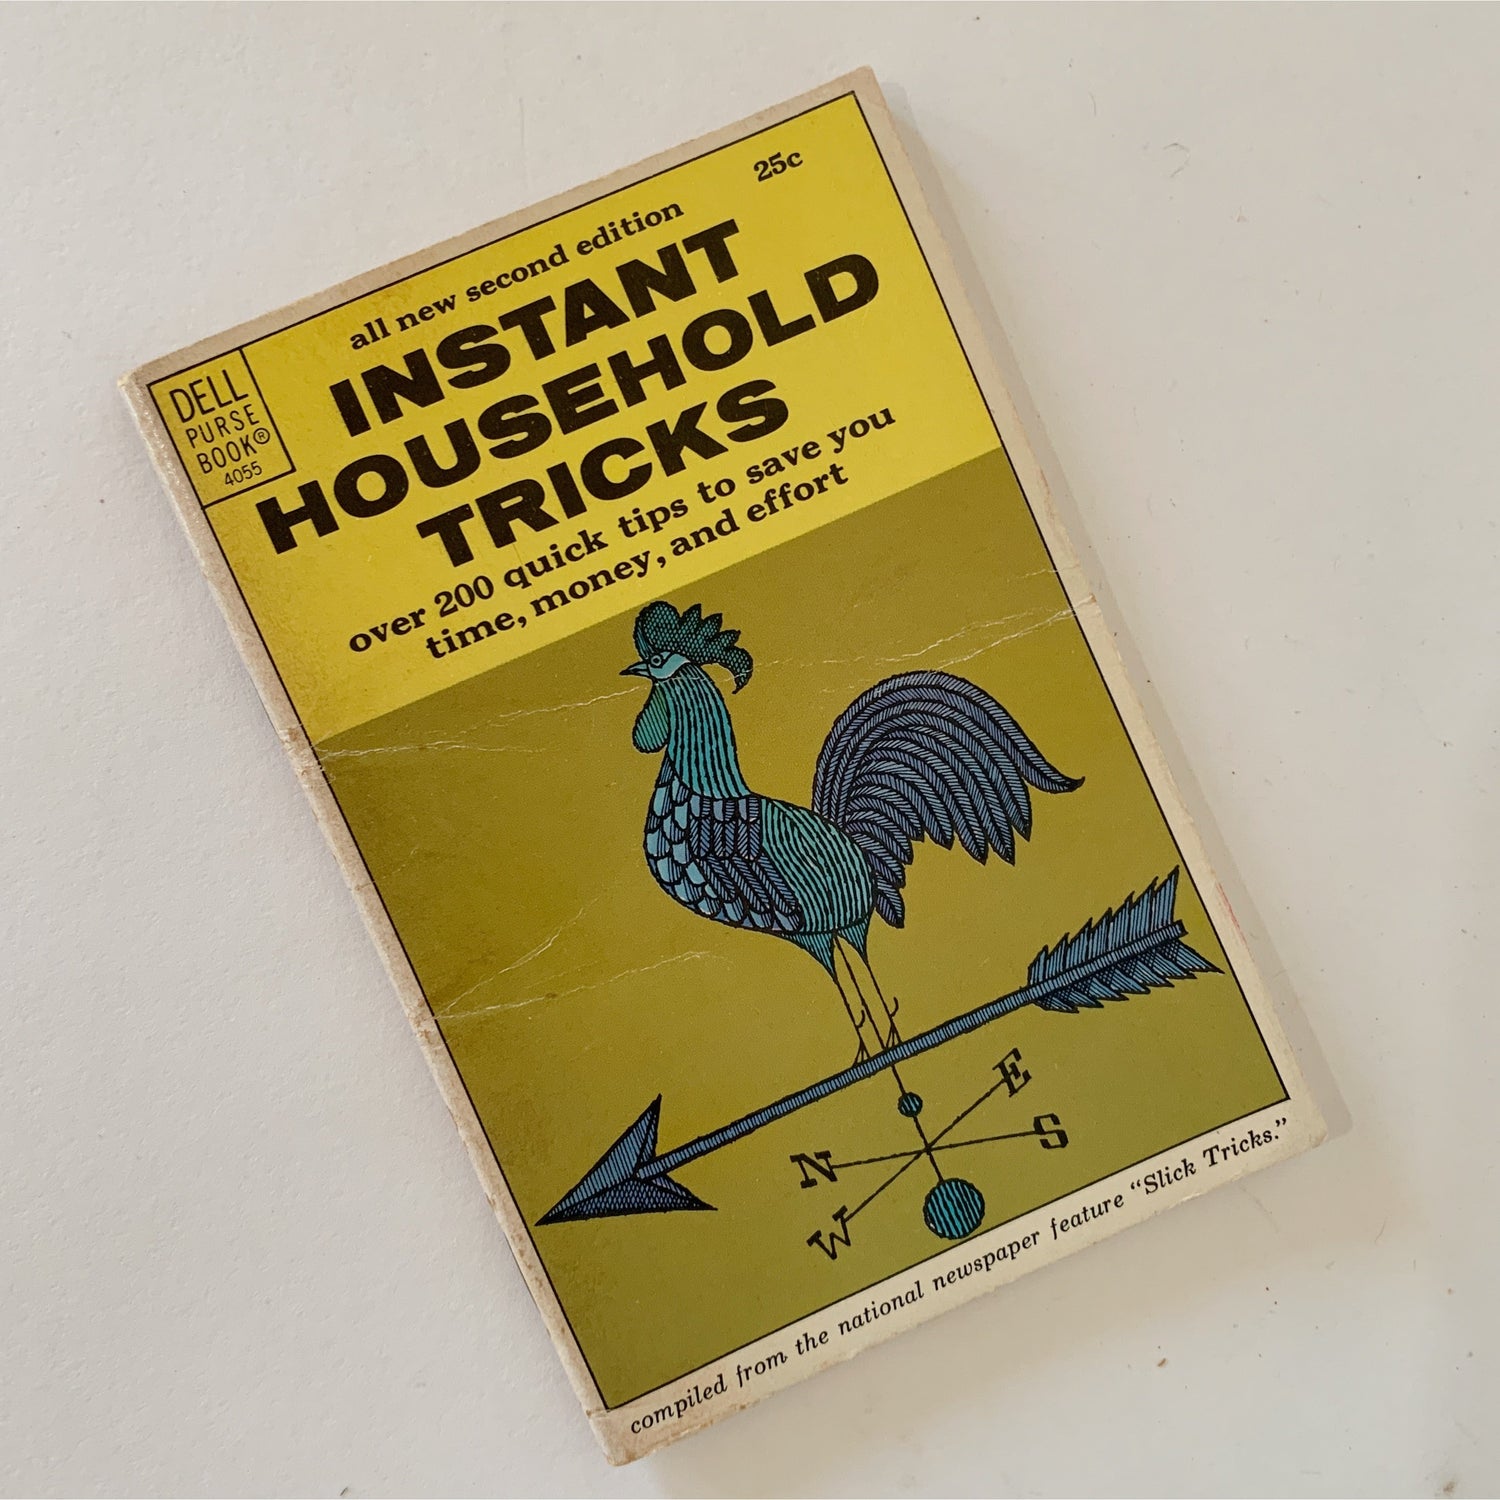 25c
all new second edition
INSTANT
HOUSEHOLD
TRICKS
DELL
PURSE
BOOK®
4055
over 200 quick tips to save you
time, money, and effort
E
S
N
W
compiled from the national newspaper feature “Slick Tricks.”